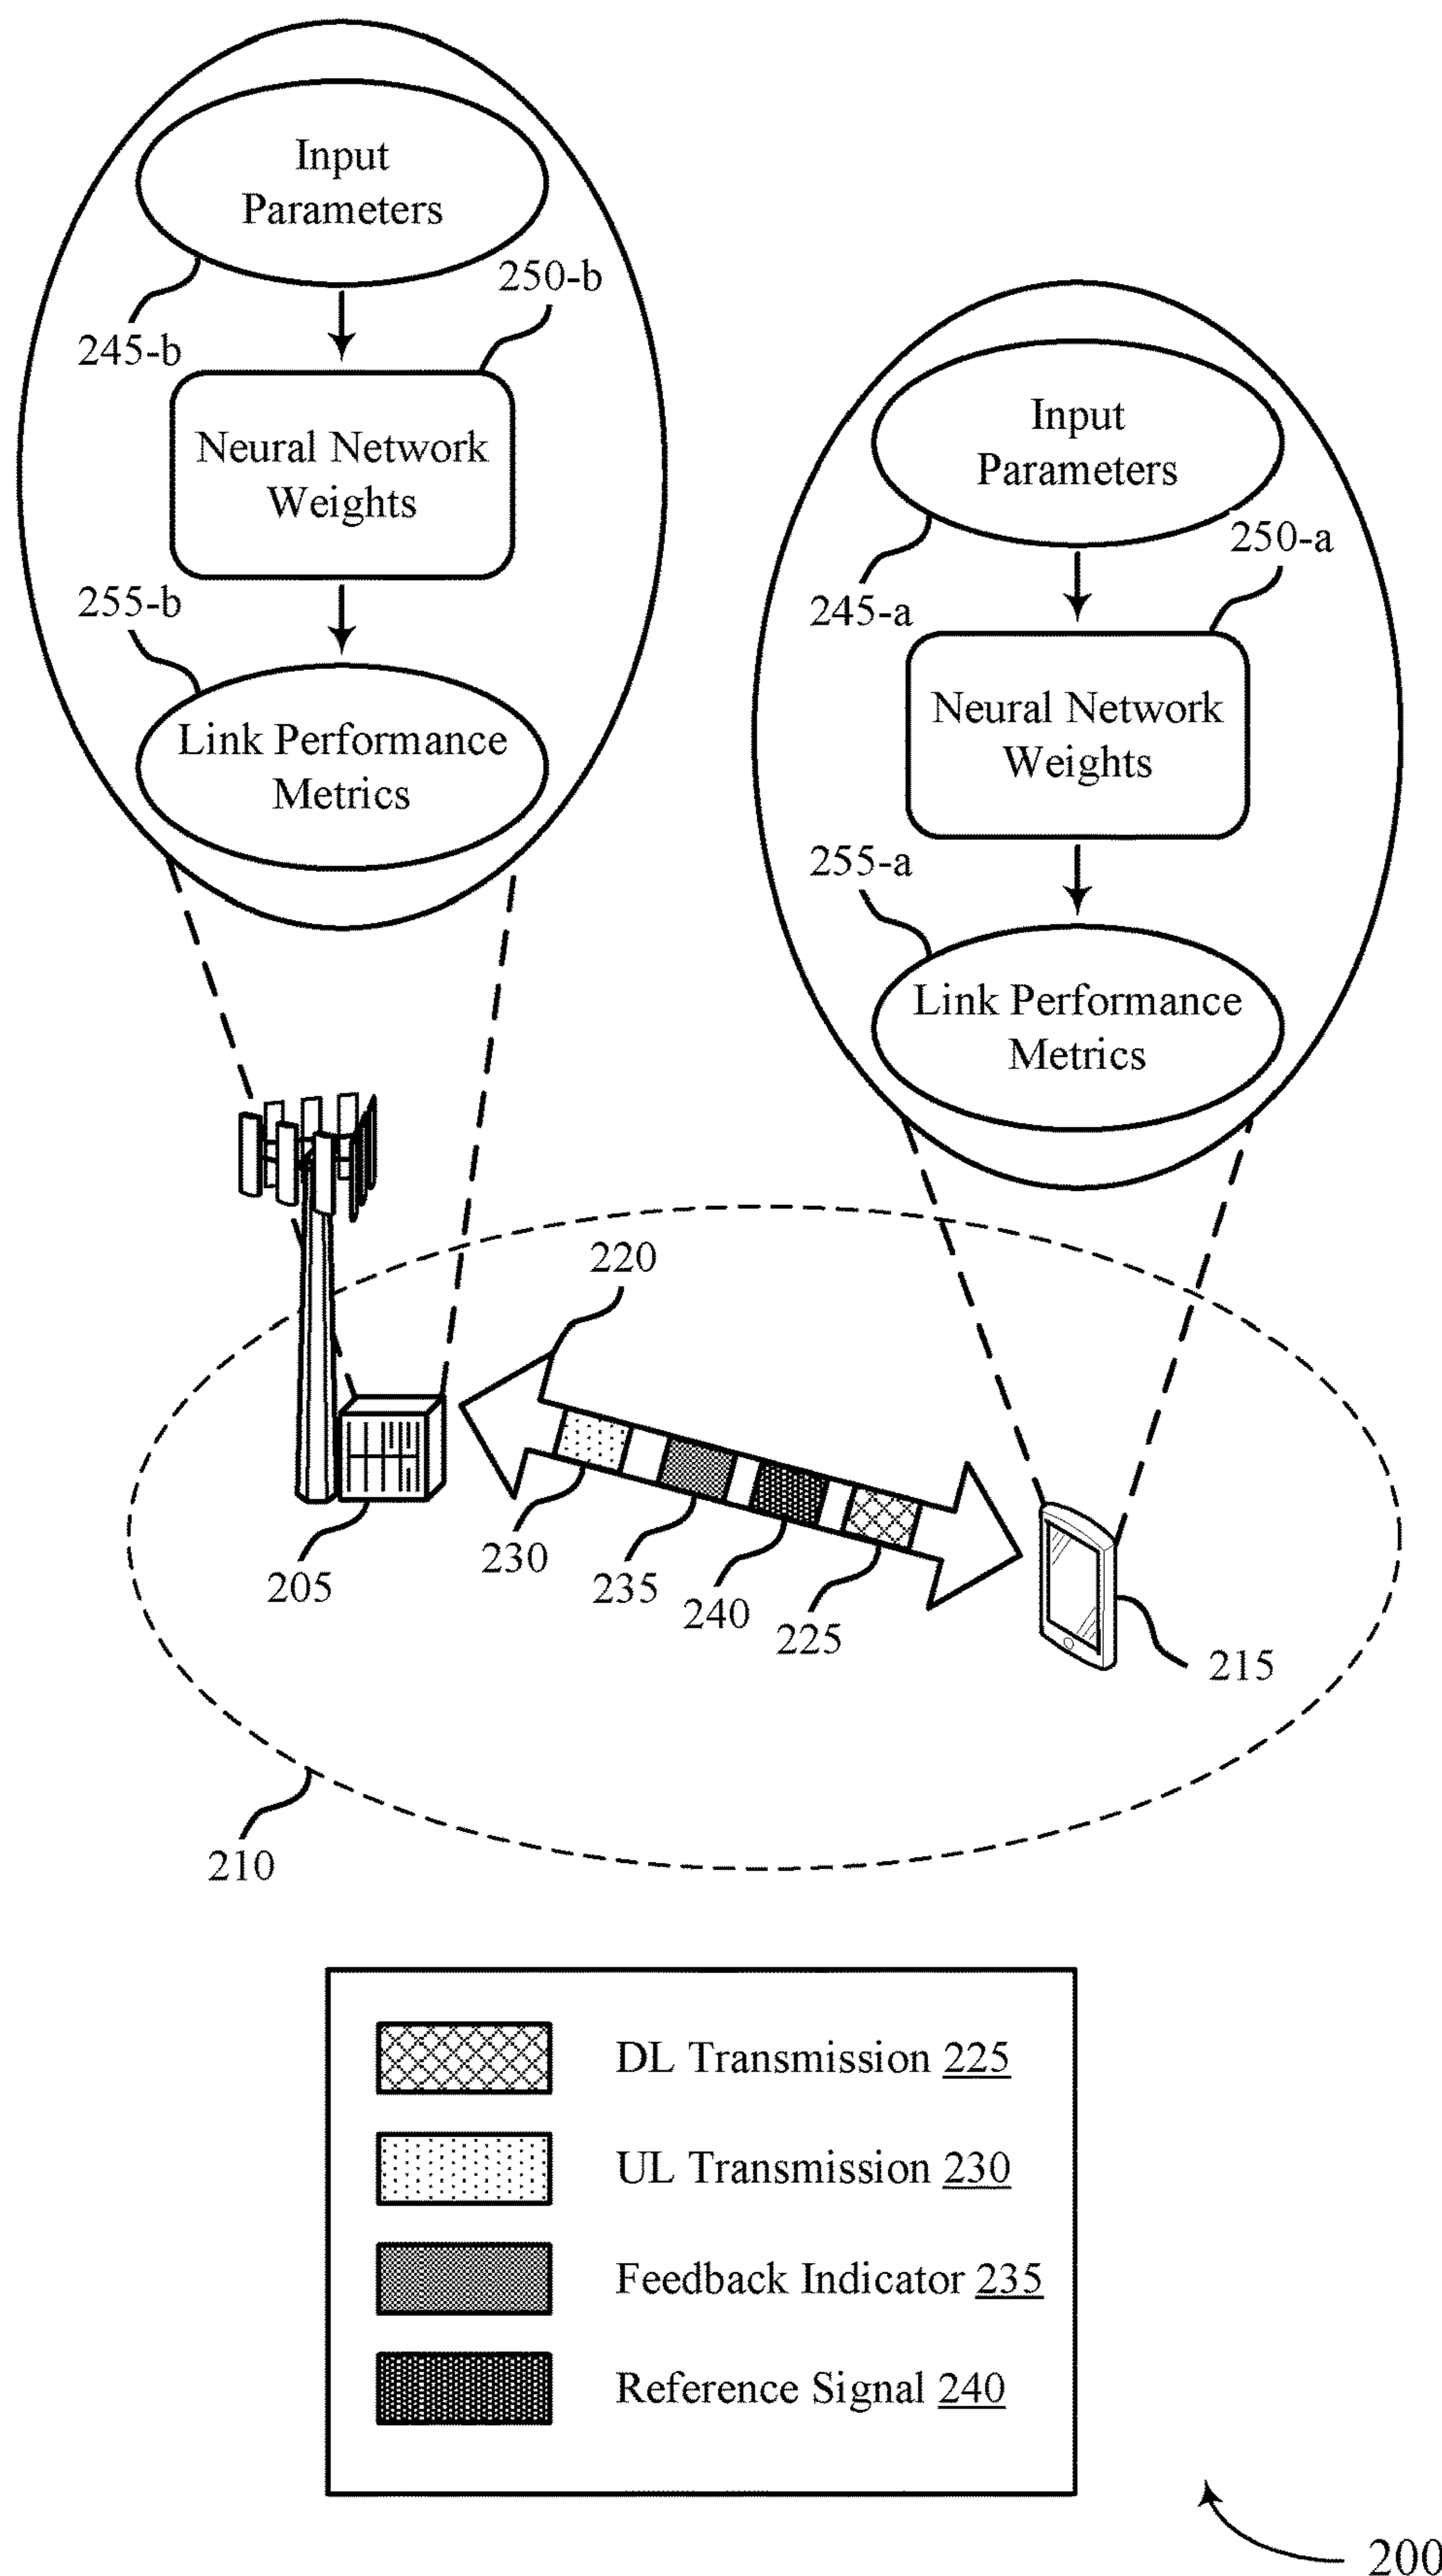 Input
Parameters
250-b
245-b
Neural Network
Weights
255-b
Link Performance
Metrics
Input
Parameters
250-a
245-a
Neural Network
Weights
255-a
Link Performance
Metrics
220
230
235
240
225
205
215
210
DL Transmission 225
UL Transmission 230
Feedback Indicator 235
Reference Signal 240
200